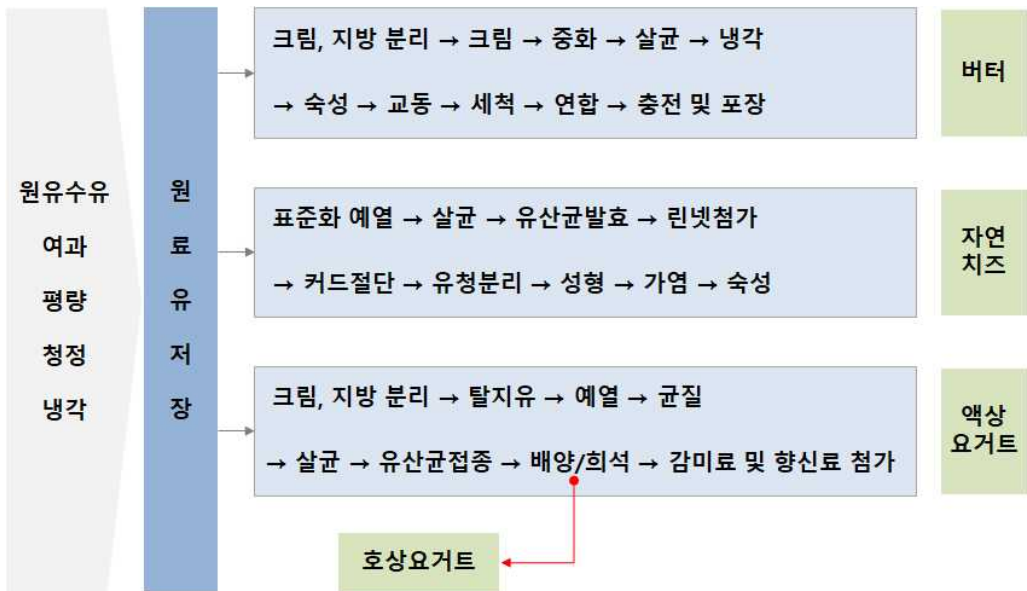 원유수유
여과
평량
청정
냉각
원
료
유
저
장
크림, 지방 분리 → 크림 → 중화 → 살균 → 냉각
→ 숙성 → 교동 → 세척 → 연합 → 충전 및 포장
버터
표준화 예열 → 살균 → 유산균발효 → 린넷첨가
→ 커드절단 → 유청분리 → 성형 → 가염 → 숙성
자연
치즈
크림, 지방 분리 → 탈지유 → 예열 → 균질
→ 살균 → 유산균접종 → 배양/희석 → 감미료 및 향신료 첨가
액상
요거트
호상요거트